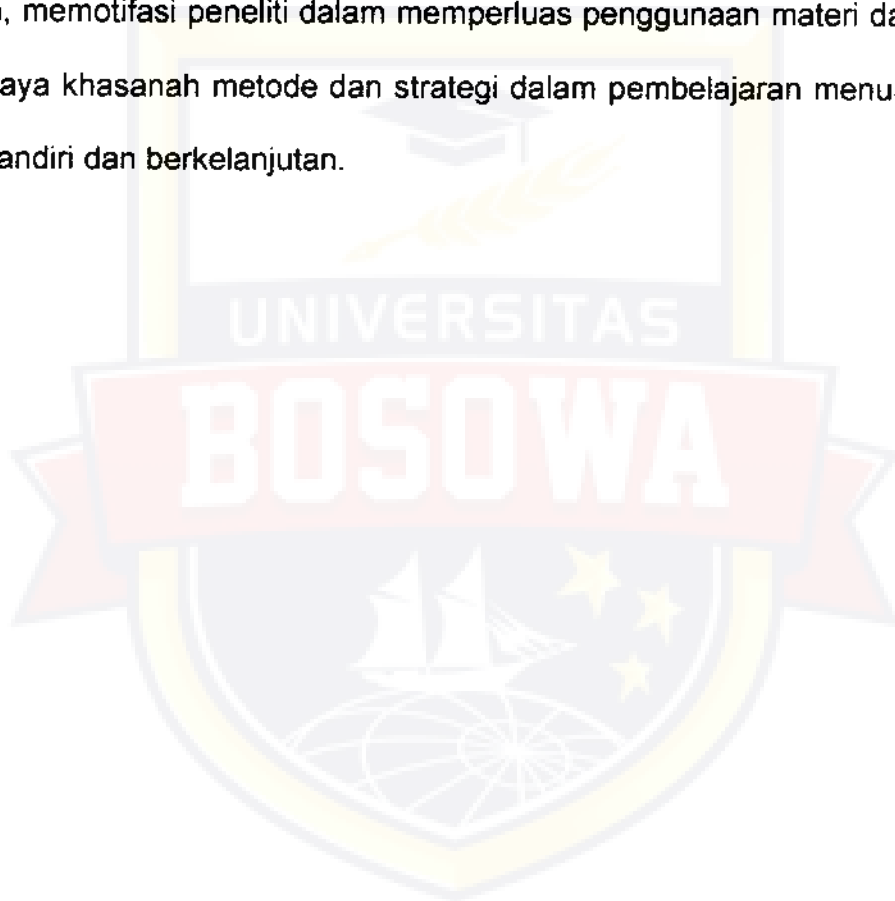 , memotifasi peneliti dalam memperluas penggunaan materi da
aya khasanah metode dan strategi dalam pembelajaran menu
andiri dan berkelanjutan.
UNIVERSITAS
BOSOWA